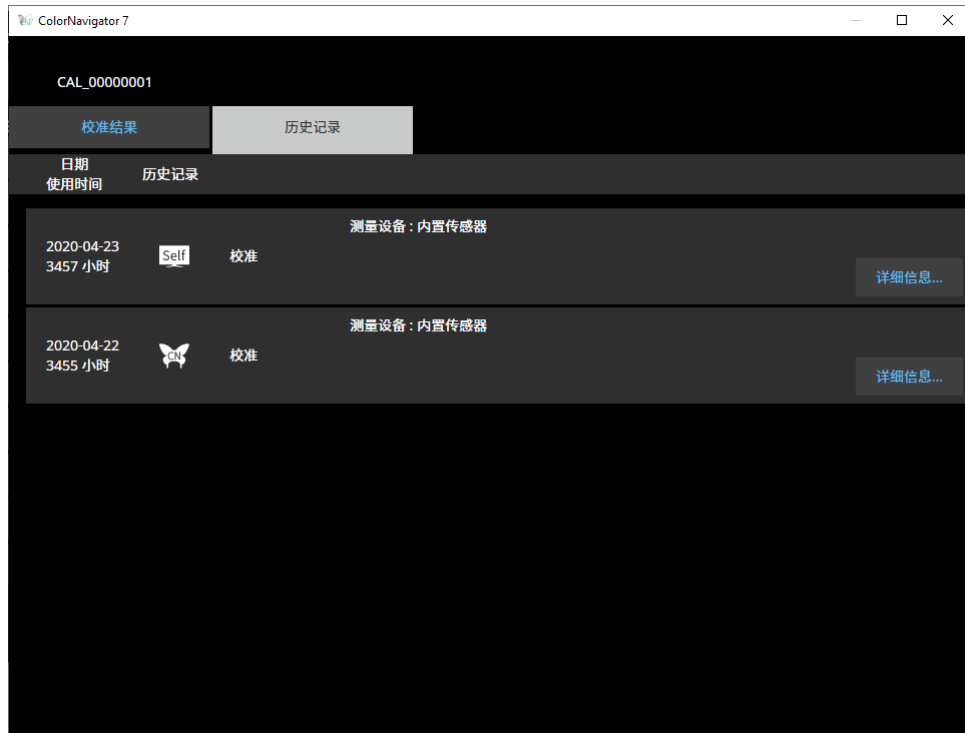 ColorNavigator 7
CAL_00000001
校准结果
历史记录
日期
使用时间
历史记录
测量设备 : 内置传感器
2020-04-23
3457 小时
Self
校准
详细信息...
测量设备 : 内置传感器
2020-04-22
3455 小时
CN
校准
详细信息...